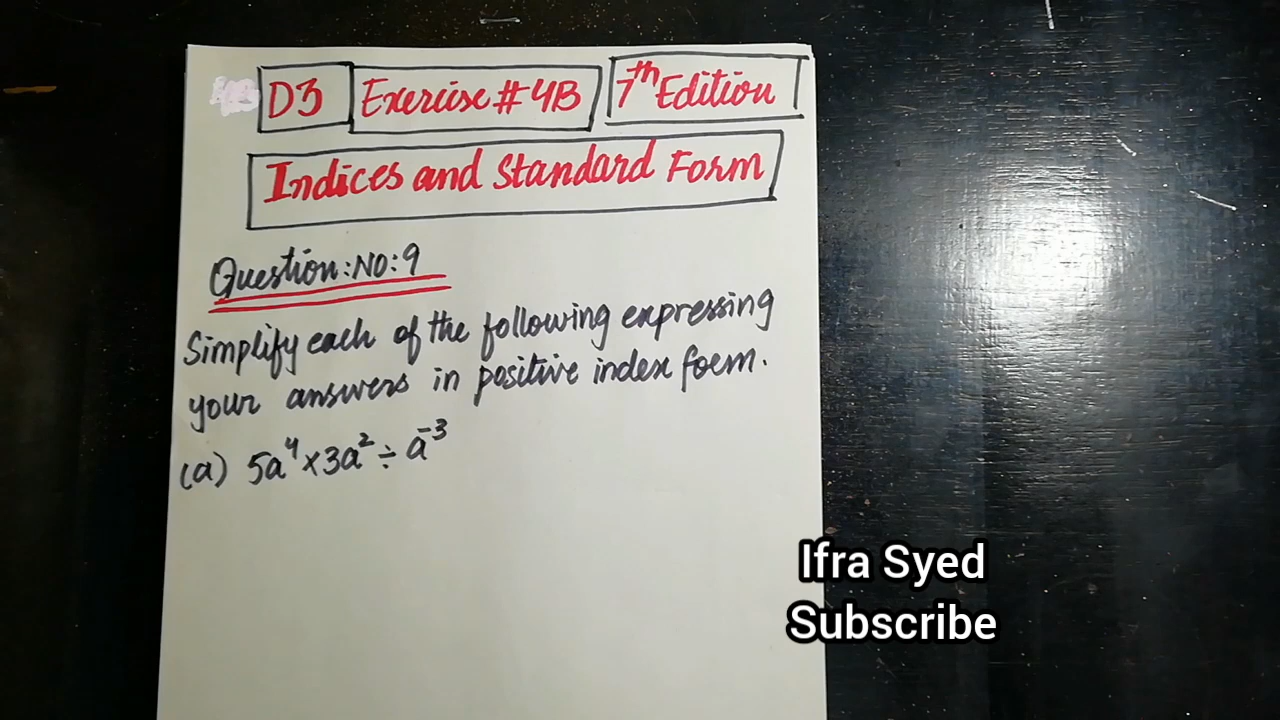 D3 Exercise # 4B 7th Edition
Indices and Standard Form
Question:No:9
Simplify each of the following expressing
your answers in positive index form.
(a) 5a⁴×3a²÷a⁻³
Ifra Syed
Subscribe